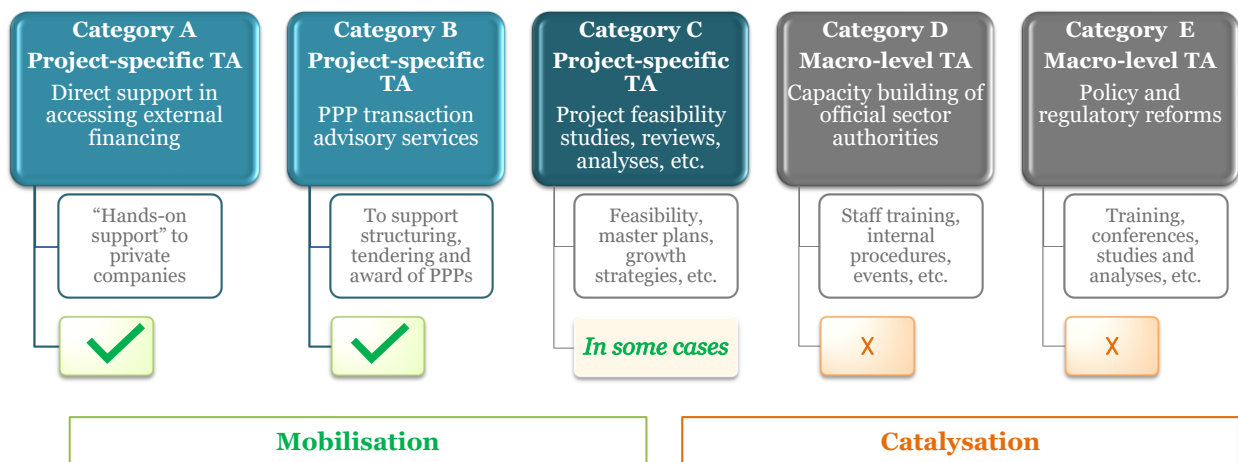 Category A
Project-specific TA
Direct support in
accessing external
financing
Category B
Project-specific
TA
PPP transaction
advisory services
Category C
Project-specific TA
Project feasibility
studies, reviews,
analyses, etc.
Category D
Macro-level TA
Capacity building of
official sector
authorities
Category E
Macro-level TA
Policy and
regulatory reforms
“Hands-on
support” to
private
companies
To support
structuring,
tendering and
award of PPPs
Feasibility,
master plans,
growth
strategies, etc.
Staff training,
internal
procedures,
events, etc.
Training,
conferences,
studies and
analyses, etc.
In some cases
X
X
Mobilisation
Catalysation